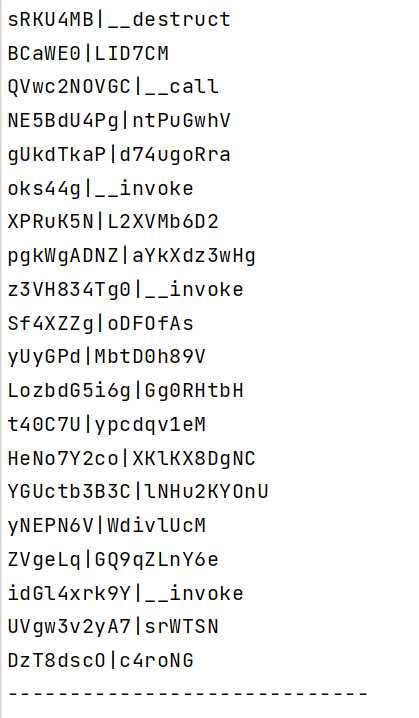 sRKU4MB|__destruct
BCaWE0|LID7CM
QVwc2NOVGC|__call
NE5BdU4Pg|ntPuGwhV
gUkdTkaP|d74ugoRra
oks44g|__invoke
XPRuK5N|L2XVMb6D2
pgkWgADNZ|aYkXdz3wHg
z3VH834Tg0|__invoke
Sf4XZZg|oDFOfAs
yUyGPd|MbtD0h89V
LozbdG5i6g|Gg0RHtbH
t40C7U|ypcdqv1eM
HeNo7Y2co|XKlKX8DgNC
YGUctb3B3C|lNHu2KYOnU
yNEPN6V|WdivlUcM
ZVgeLq|GQ9qZLnY6e
idGl4xrk9Y|__invoke
UVgw3v2yA7|srWTSN
DzT8dscO|c4roNG
-----------------------------